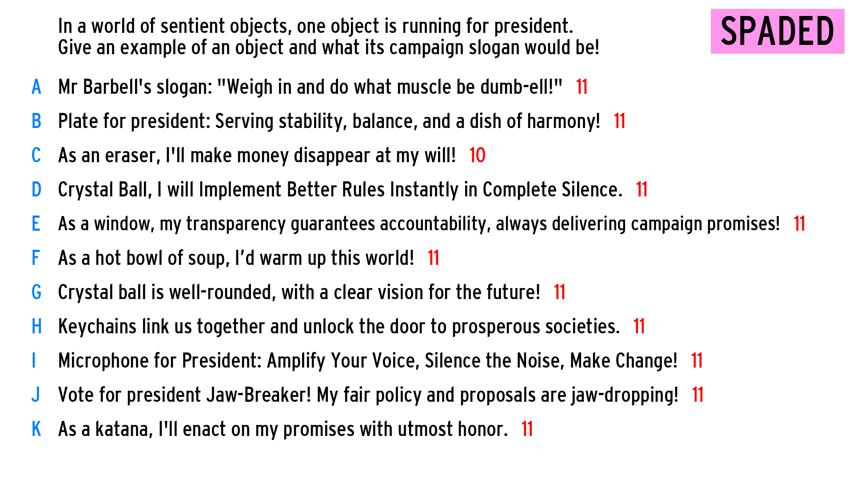 In a world of sentient objects, one object is running for president.
Give an example of an object and what its campaign slogan would be!
SPADED
A Mr Barbell's slogan: "Weigh in and do what muscle be dumb-ell!" 11
B Plate for president: Serving stability, balance, and a dish of harmony! 11
C As an eraser, I'll make money disappear at my will! 10
D Crystal Ball, I will Implement Better Rules Instantly in Complete Silence. 11
E As a window, my transparency guarantees accountability, always delivering campaign promises! 11
F As a hot bowl of soup, I’d warm up this world! 11
G Crystal ball is well-rounded, with a clear vision for the future! 11
H Keychains link us together and unlock the door to prosperous societies. 11
I Microphone for President: Amplify Your Voice, Silence the Noise, Make Change! 11
J Vote for president Jaw-Breaker! My fair policy and proposals are jaw-dropping! 11
K As a katana, I'll enact on my promises with utmost honor. 11